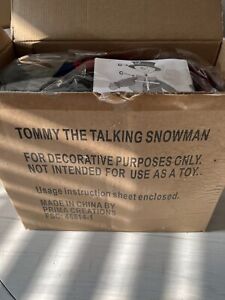 TOMMY THE TALKING SNOWMAN
FOR DECORATIVE PURPOSES ONLY.
NOT INTENDED FOR USE AS A TOY.
Usage instruction sheet enclosed.
MADE IN CHINA BY
PRIMA CREATIONS